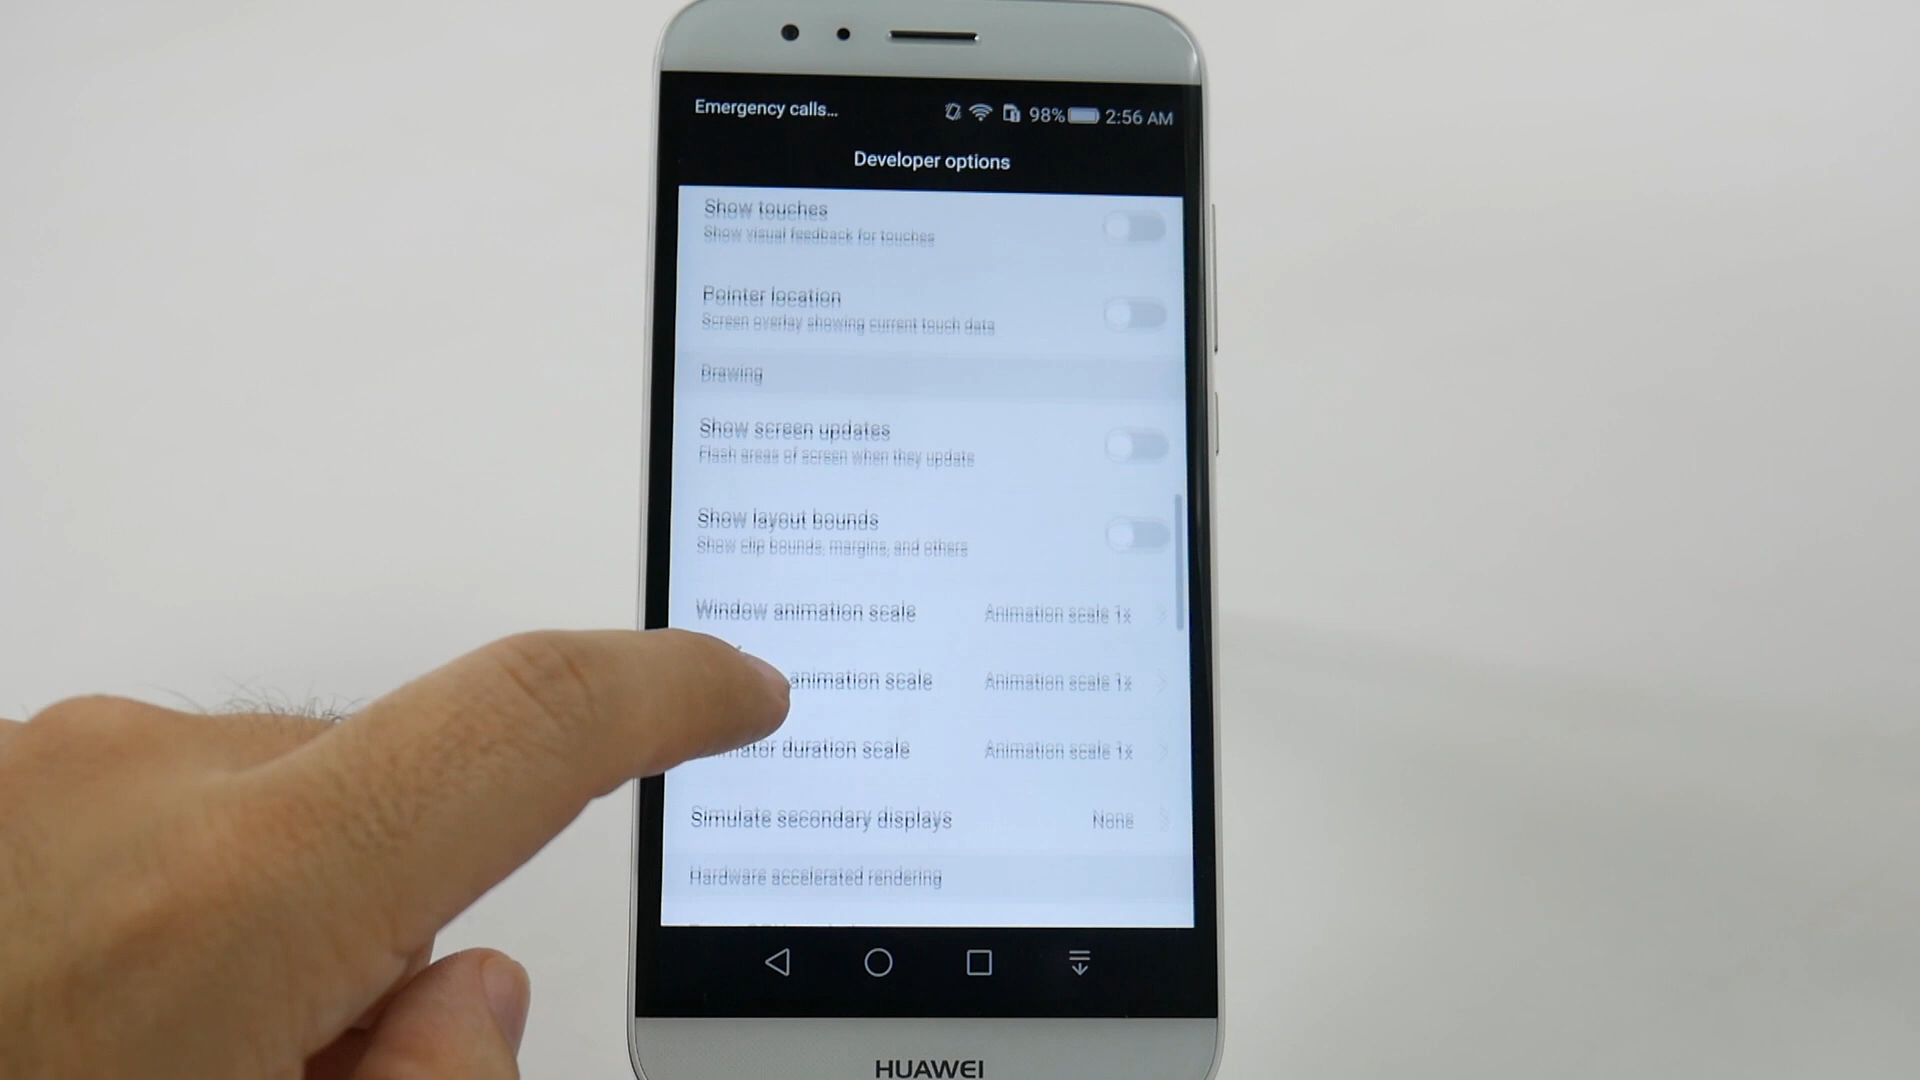 Emergency calls... 98% 2:56 AM
Developer options
Show touches
Show visual feedback for touches
Pointer location
Screen overlay showing current touch data
Drawing
Show screen updates
Flash areas of screen when they update
Show layout bounds
Show clip bounds, margins, and others
Window animation scale Animation scale 1x
animation scale Animation scale 1x
duration scale Animation scale 1x
Simulate secondary displays None
Hardware accelerated rendering
HUAWEI